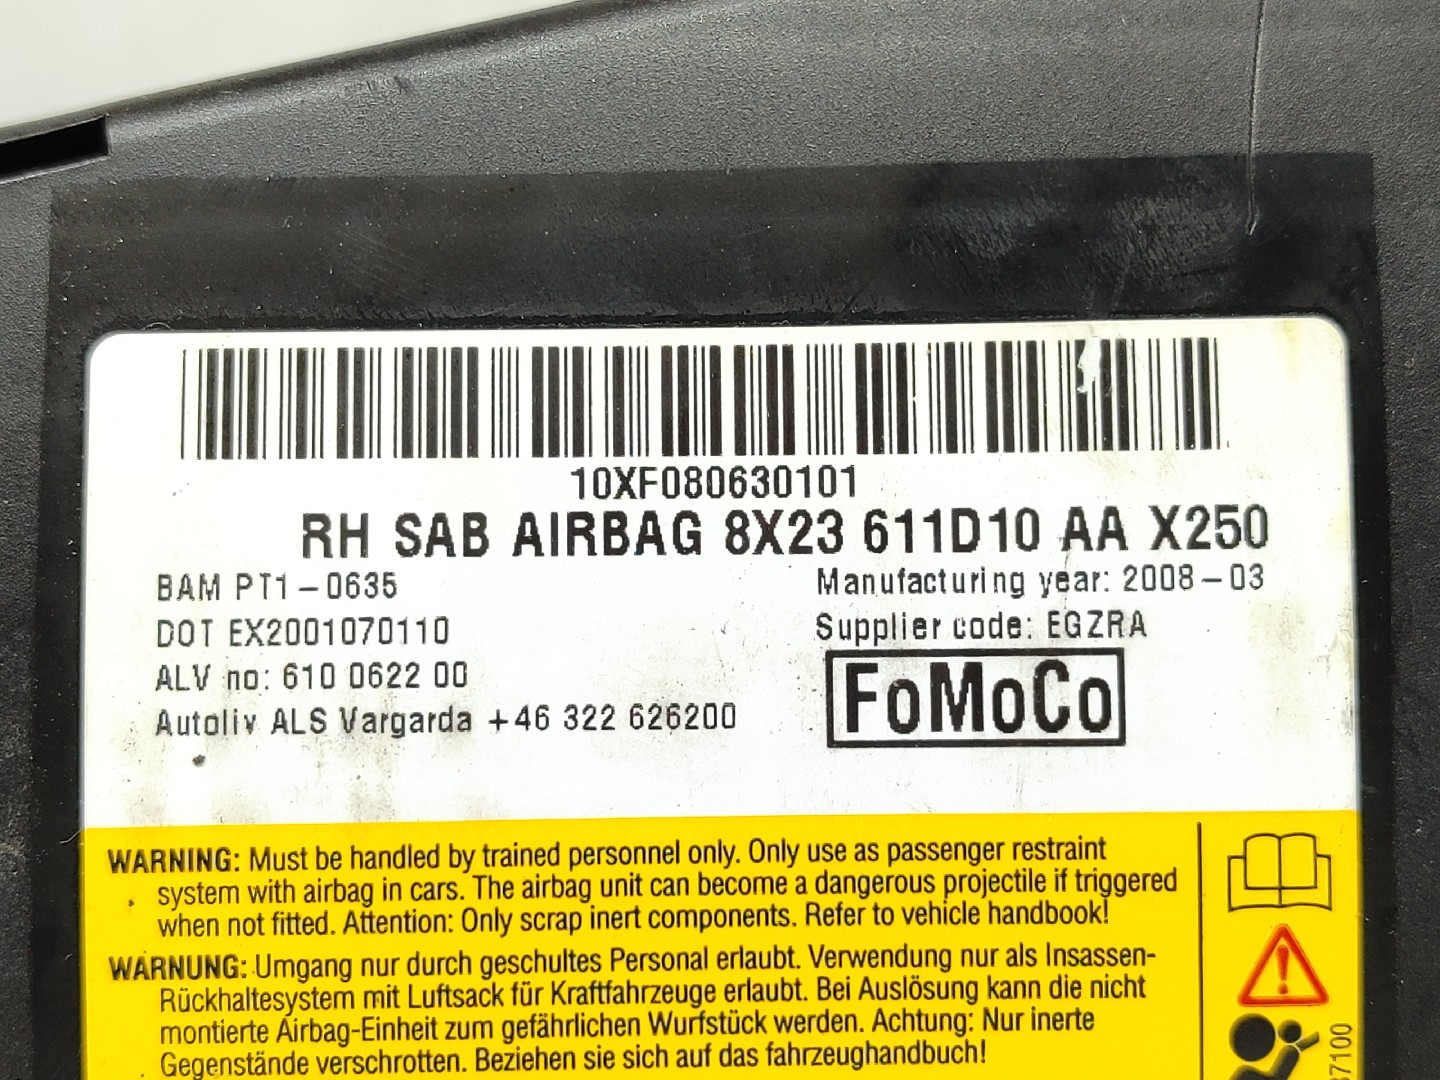 10XF080630101
RH SAB AIRBAG 8X23 611D10 AA X250
BAM PT1-0635
Manufacturing year: 2008-03
DOT EX2001070110
Supplier code: EGZRA
ALV no: 610 0622 00
FoMoCo
Autoliv ALS Vargarda +46 322 626200
WARNING: Must be handled by trained personnel only. Only use as passenger restraint
system with airbag in cars. The airbag unit can become a dangerous projectile if triggered
when not fitted. Attention: Only scrap inert components. Refer to vehicle handbook!
WARNUNG: Umgang nur durch geschultes Personal erlaubt. Verwendung nur als Insassen-
Rückhaltesystem mit Luftsack für Kraftfahrzeuge erlaubt. Bei Auslösung kann die nicht
montierte Airbag-Einheit zum gefährlichen Wurfstück werden. Achtung: Nur inerte
Gegenstände verschrotten. Beziehen sie sich auf das fahrzeughandbuch!